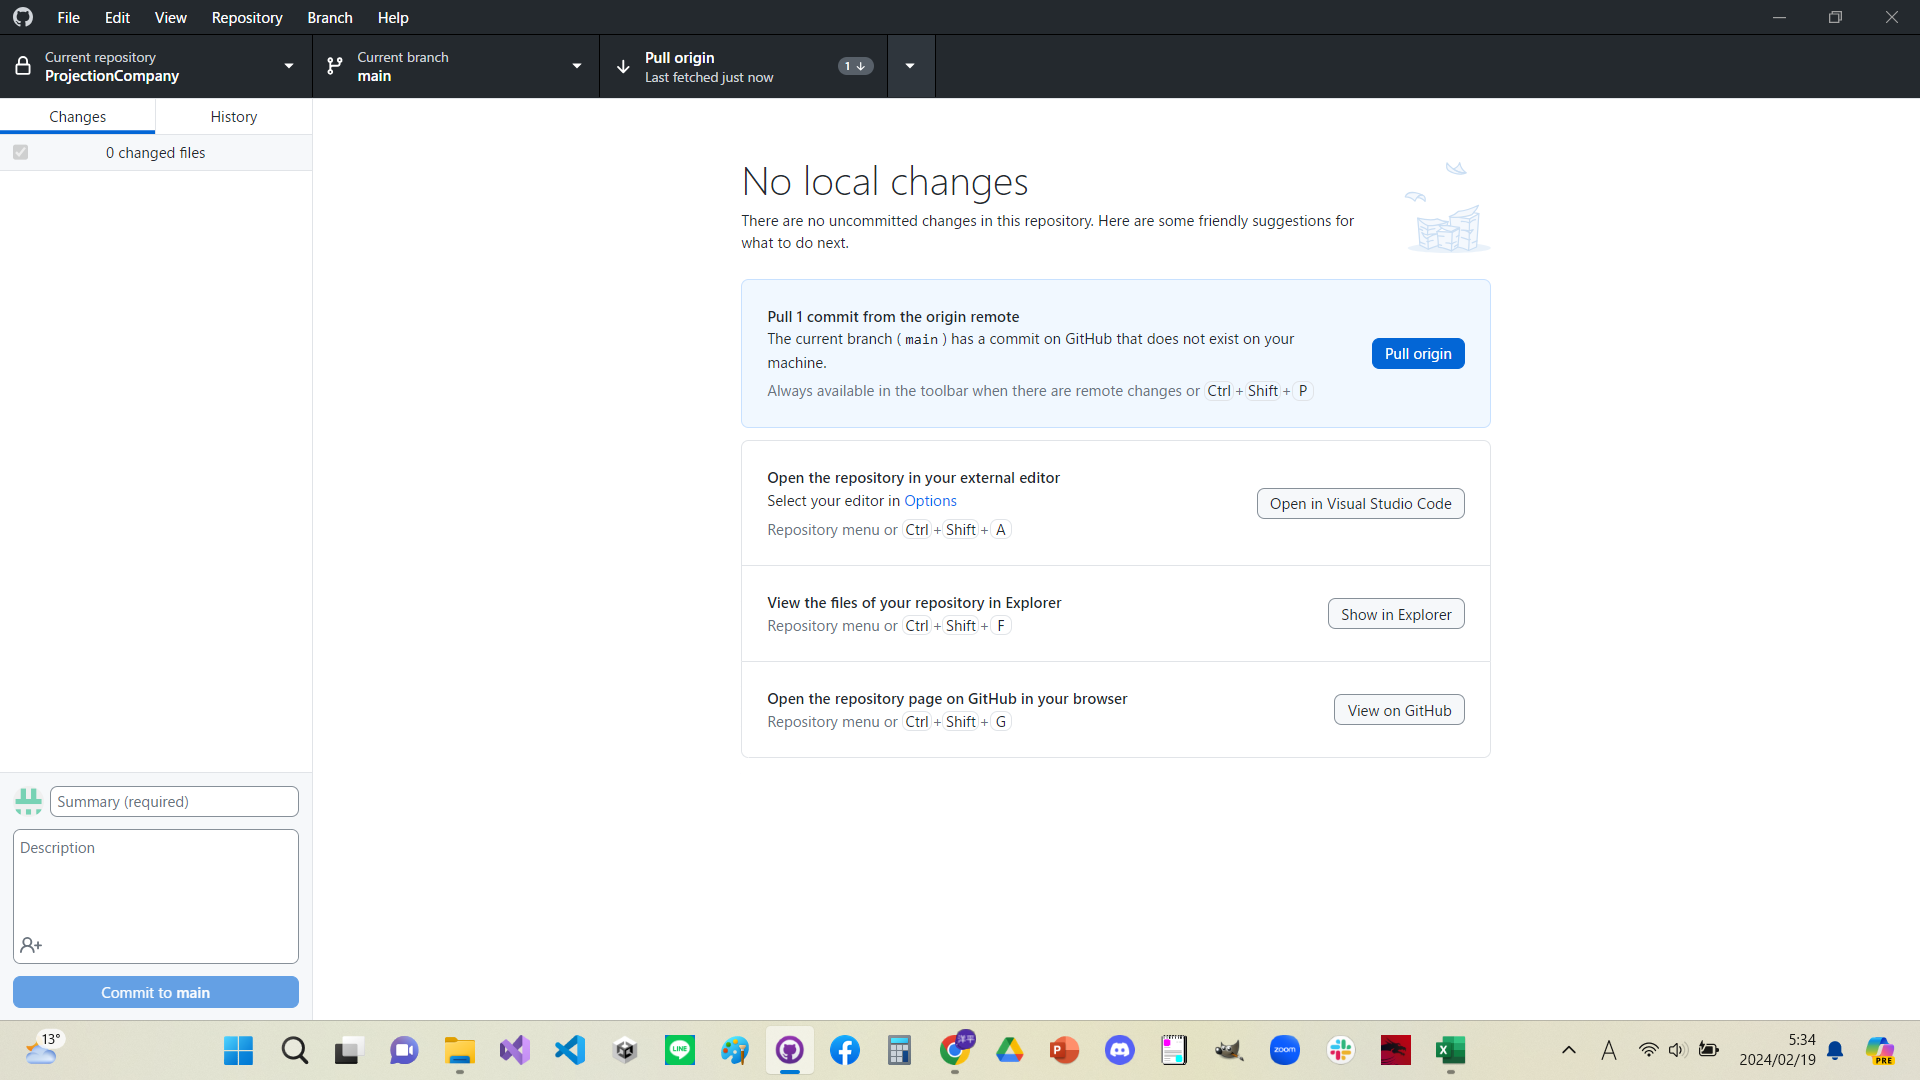 File Edit View Repository Branch Help
Current repository
ProjectionCompany
Current branch
main
Pull origin
Last fetched just now
1
Changes
History
0 changed files
No local changes
There are no uncommitted changes in this repository. Here are some friendly suggestions for
what to do next.
Pull 1 commit from the origin remote
The current branch ( main ) has a commit on GitHub that does not exist on your
machine.
Always available in the toolbar when there are remote changes or Ctrl + Shift + P
Pull origin
Open the repository in your external editor
Select your editor in Options
Repository menu or Ctrl + Shift + A
Open in Visual Studio Code
View the files of your repository in Explorer
Repository menu or Ctrl + Shift + F
Show in Explorer
Open the repository page on GitHub in your browser
Repository menu or Ctrl + Shift + G
View on GitHub
Summary (required)
Description
Commit to main
13°
LINE
洋平
P
zoom
X
A
5:34
2024/02/19
PRE